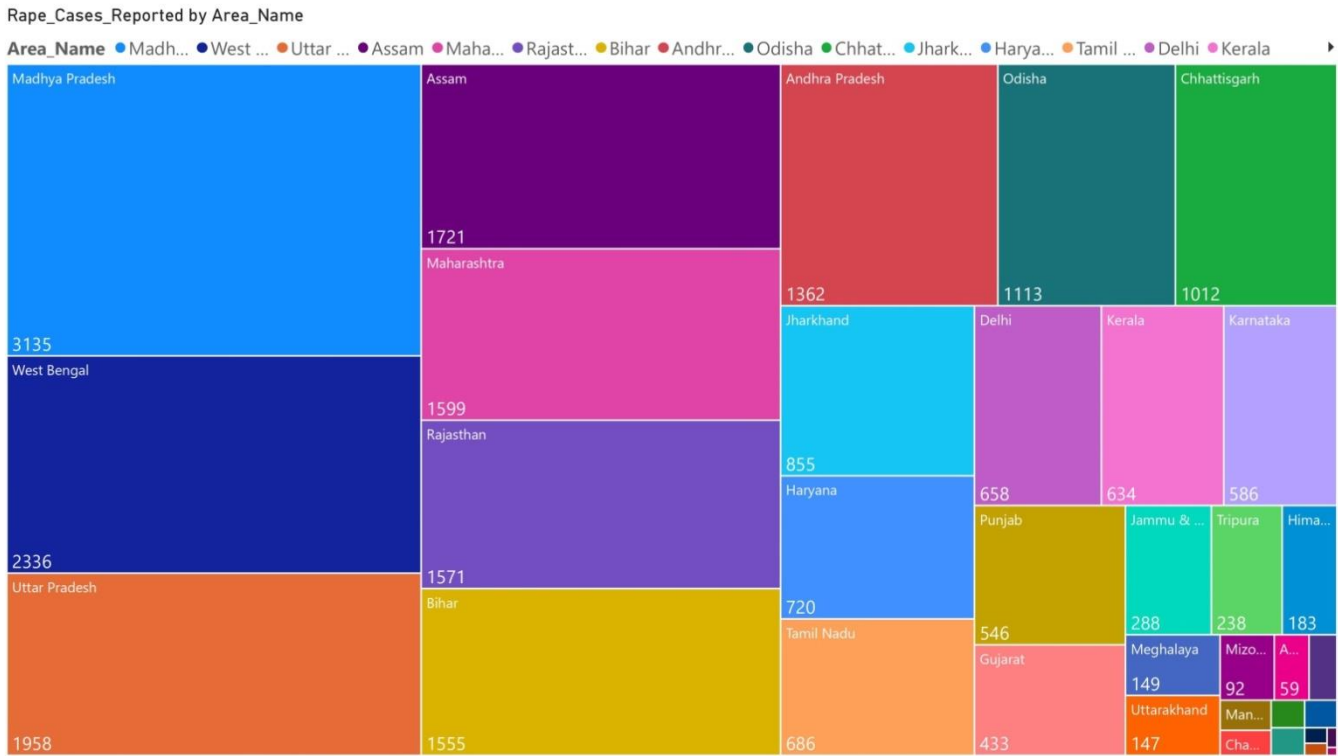 Rape_Cases_Reported by Area_Name
Area_Name Madh... West ... Uttar ... Assam Maha... Rajast... Bihar Andhr... Odisha Chhat... Jhark... Harya... Tamil ... Delhi Kerala
Madhya Pradesh
3135
West Bengal
2336
Uttar Pradesh
1958
Assam
1721
Maharashtra
1599
Rajasthan
1571
Bihar
1555
Andhra Pradesh
1362
Odisha
1113
Chhattisgarh
1012
Jharkhand
855
Haryana
720
Tamil Nadu
686
Delhi
658
Kerala
634
Karnataka
586
Punjab
546
Gujarat
433
Jammu & ...
288
Tripura
238
Hima...
183
Meghalaya
149
Uttarakhand
147
Mizo...
92
A...
59
Man...
Cha...